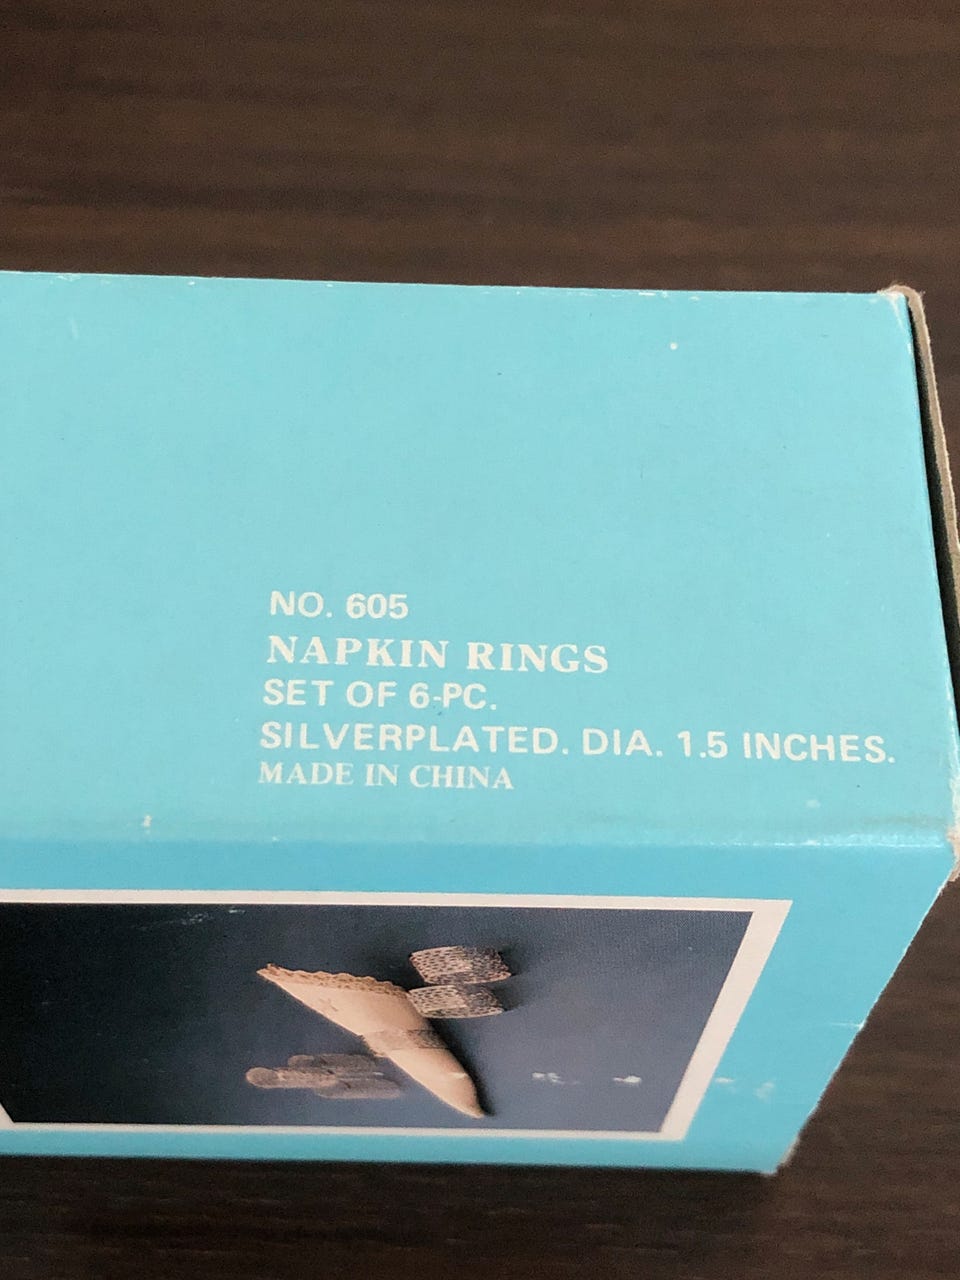 NO. 605
NAPKIN RINGS
SET OF 6-PC.
SILVERPLATED. DIA. 1.5 INCHES.
MADE IN CHINA